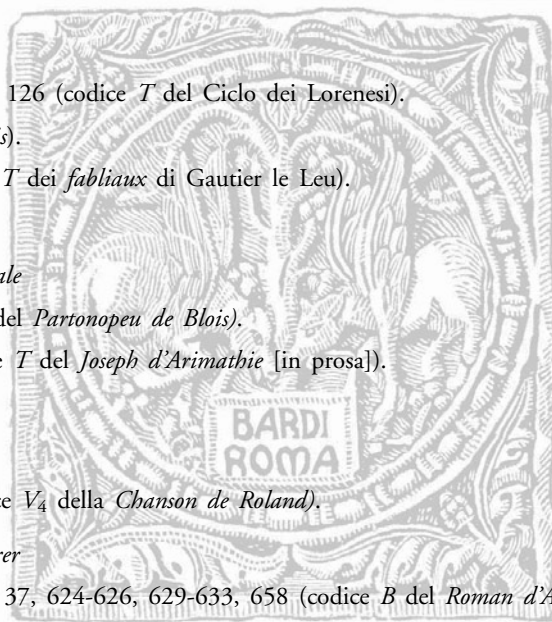 126 (codice T del Ciclo dei Lorenesi).
s).
T dei fabliaux di Gautier le Leu).
ale
del Partonopeu de Blois).
e T del Joseph d'Arimathie [in prosa]).
BARDI
ROMA
ce V4 della Chanson de Roland).
rer
37, 624-626, 629-633, 658 (codice B del Roman d'A